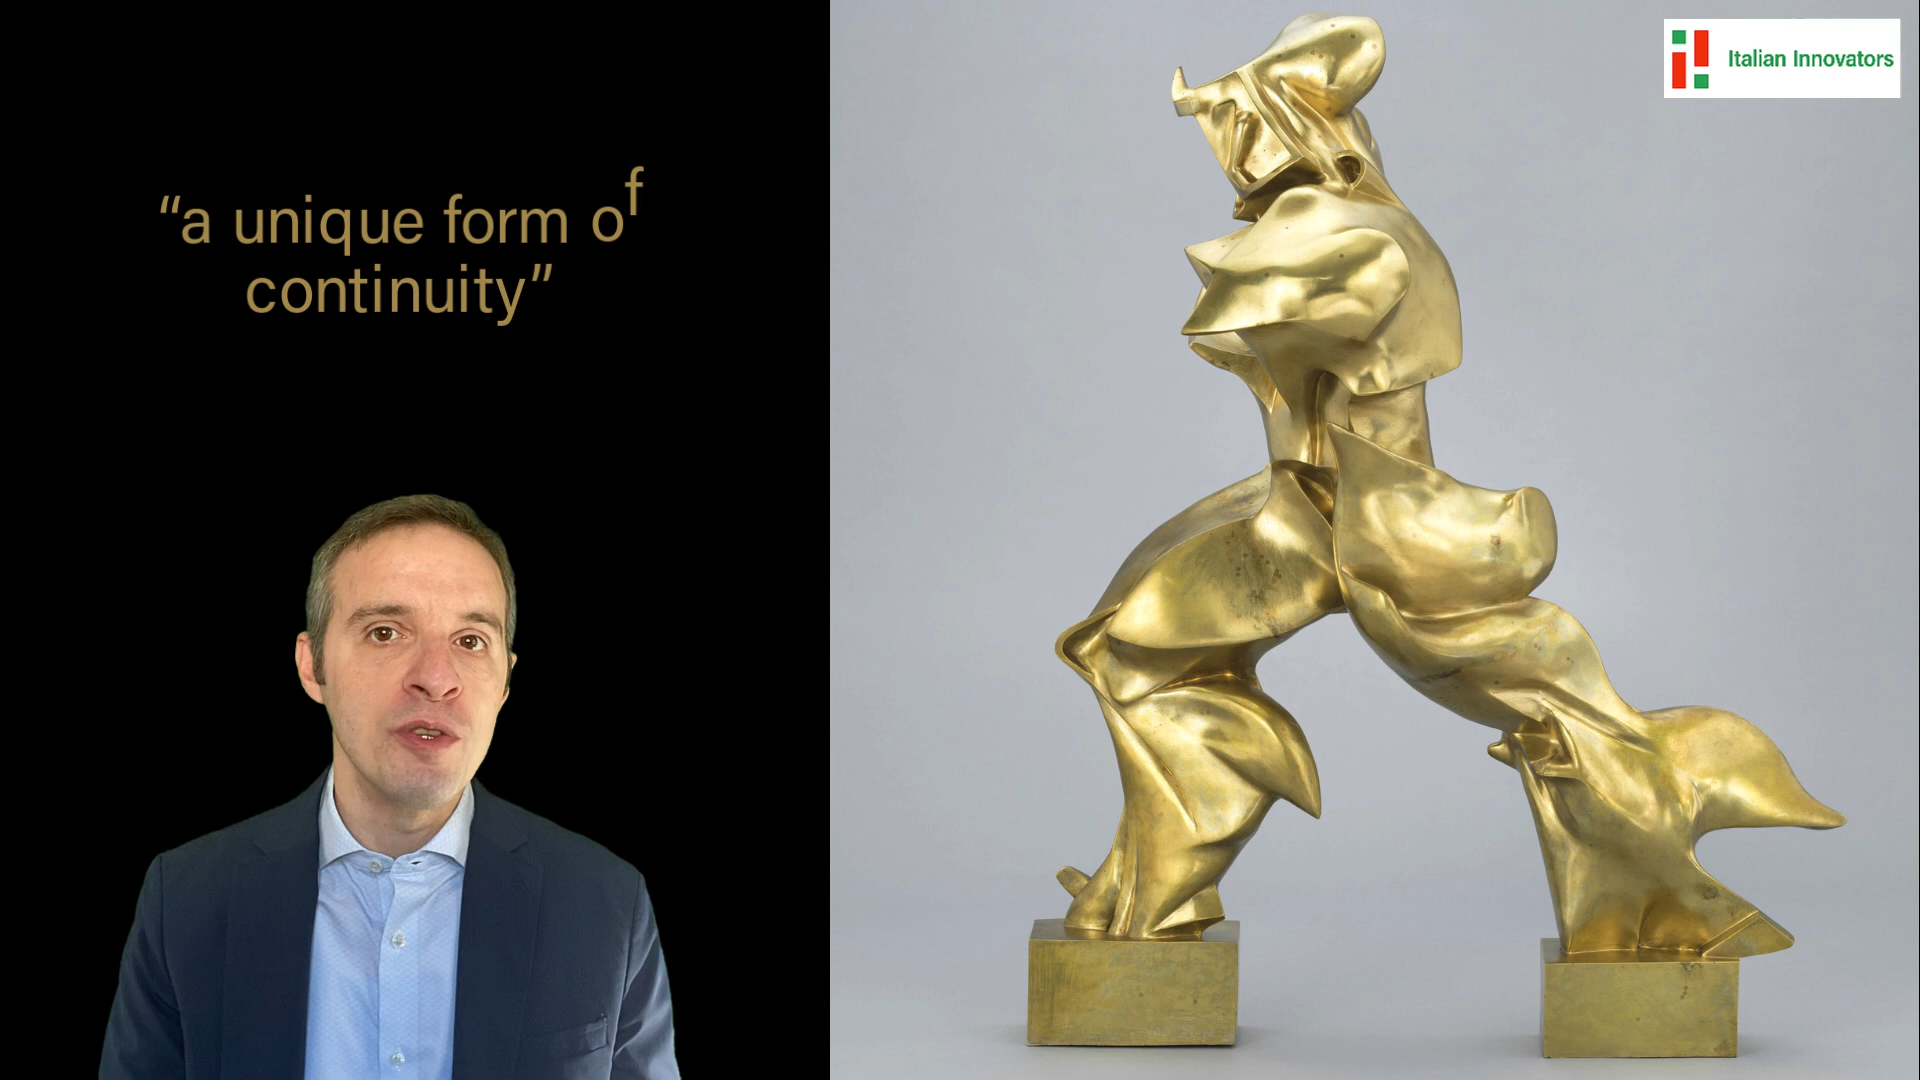 “a unique form of
continuity”
Italian Innovators